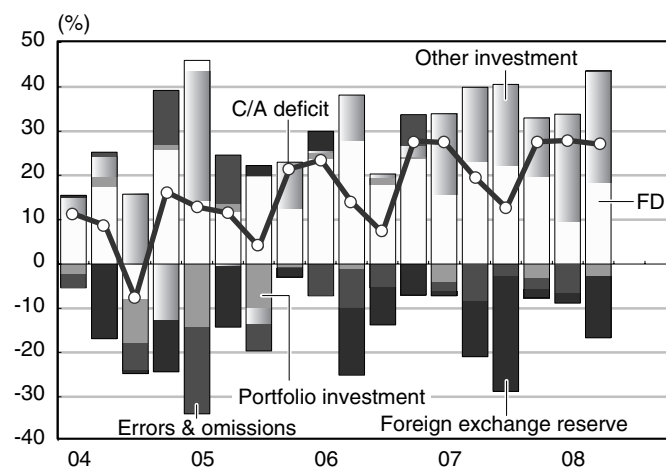 (%)
50
40
30
20
10
0
-10
-20
-30
-40
Other investment
C/A deficit
FD
Portfolio investment
Errors & omissions
Foreign exchange reserve
04 05 06 07 08